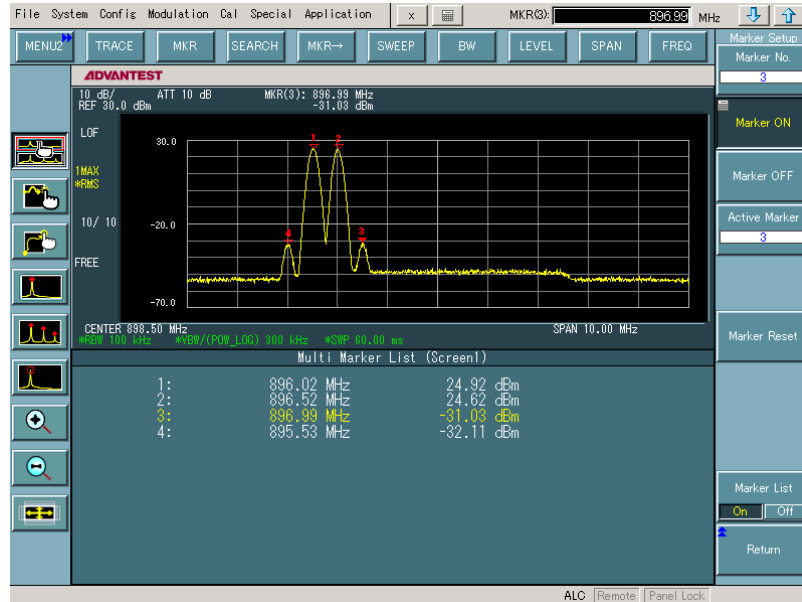 File System Config Modulation Cal Special Application x MKR(3): 896.99 MHz
MENU2 TRACE MKR SEARCH MKR→ SWEEP BW LEVEL SPAN FREQ
Marker Setup
Marker No.
3
Marker ON
Marker OFF
Active Marker
3
Marker Reset
Marker List
On Off
Return
ADVANTEST
10 dB/ ATT 10 dB MKR(3): 896.99 MHz
REF 30.0 dBm -31.03 dBm
LOF
30.0
1MAX
*RMS
10/ 10
-20.0
FREE
-70.0
1 2
4 3
CENTER 898.50 MHz SPAN 10.00 MHz
*RBW 100 kHz *VBW/(POW_LOG) 300 kHz *SWP 60.00 ms
Multi Marker List (Screen1)
1: 896.02 MHz 24.92 dBm
2: 896.52 MHz 24.62 dBm
3: 896.99 MHz -31.03 dBm
4: 895.53 MHz -32.11 dBm
ALC Remote Panel Lock